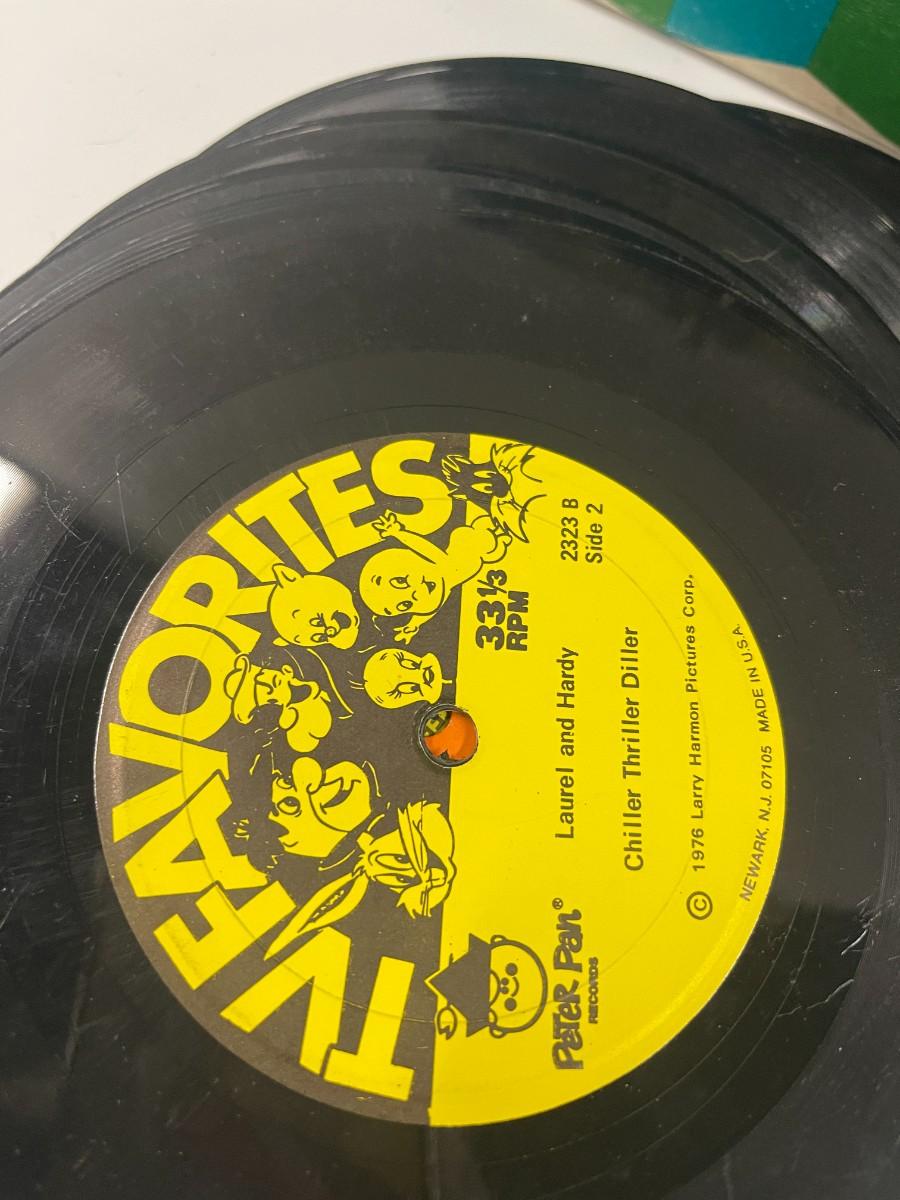 TV FAVORITES!
33⅓
RPM
2323 B
Side 2
Laurel and Hardy
Chiller Thriller Diller
PETER PAN®
RECORDS
© 1976 Larry Harmon Pictures Corp.
NEWARK, N.J. 07105 MADE IN U.S.A.